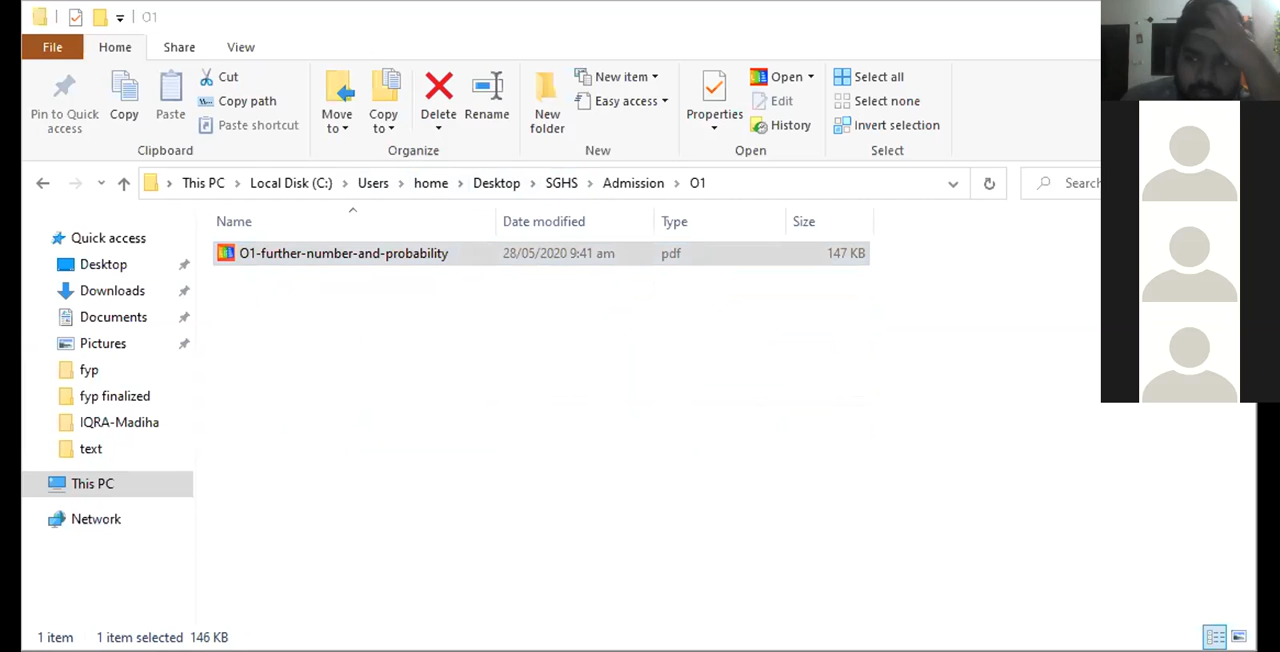 O1
File Home Share View
Pin to Quick access
Copy
Paste
Cut
Copy path
Paste shortcut
Clipboard
Move to
Copy to
Delete
Rename
Organize
New folder
New item
Easy access
New
Properties
Open
Edit
History
Open
Select all
Select none
Invert selection
Select
This PC Local Disk (C:) Users home Desktop SGHS Admission O1
Search
Name Date modified Type Size
O1-further-number-and-probability 28/05/2020 9:41 am pdf 147 KB
Quick access
Desktop
Downloads
Documents
Pictures
fyp
fyp finalized
IQRA-Madiha
text
This PC
Network
1 item 1 item selected 146 KB